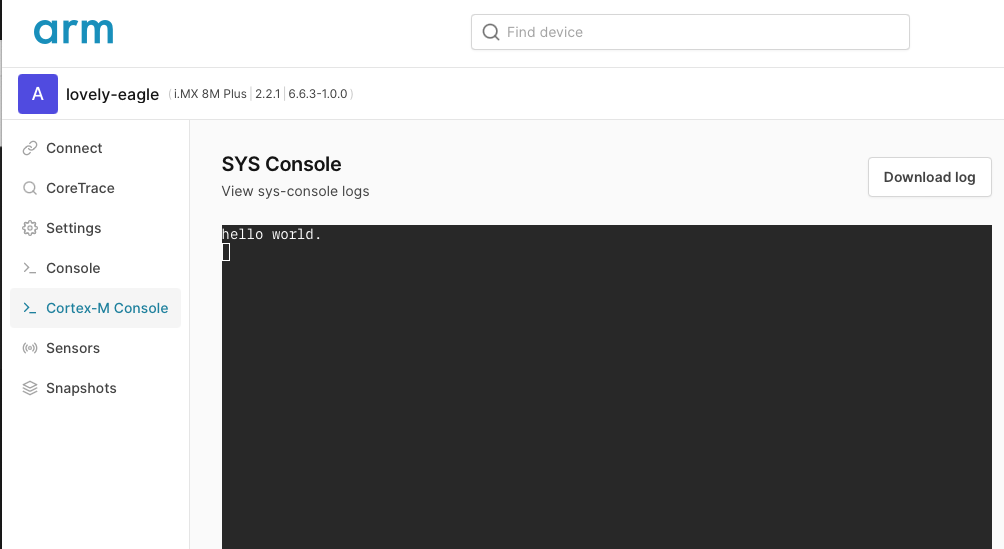 arm
Find device
A lovely-eagle ( i.MX 8M Plus | 2.2.1 | 6.6.3-1.0.0 )
Connect
CoreTrace
Settings
Console
Cortex-M Console
Sensors
Snapshots
SYS Console
View sys-console logs
Download log
hello world.